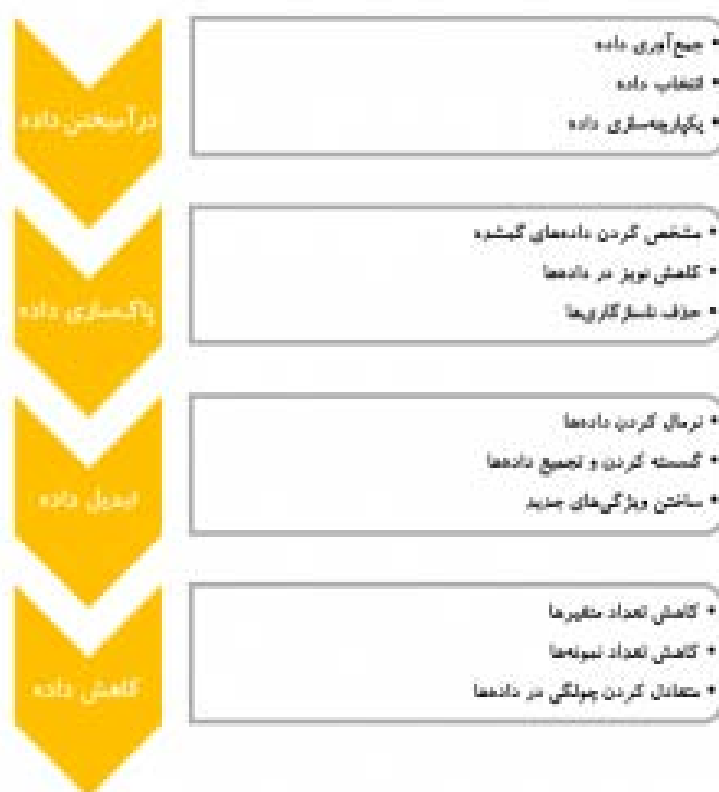 درآمیختن داده
• جمع‌آوری داده
• انتخاب داده
• یکپارچه‌سازی داده
پاک‌سازی داده
• مشخص کردن داده‌های گمشده
• کاهش نویز در داده‌ها
• حذف ناسازگاری‌ها
تبدیل داده
• نرمال کردن داده‌ها
• گسسته کردن و تجمیع داده‌ها
• ساختن ویژگی‌های جدید
کاهش داده
• کاهش تعداد متغیرها
• کاهش تعداد نمونه‌ها
• متعادل کردن چولگی در داده‌ها